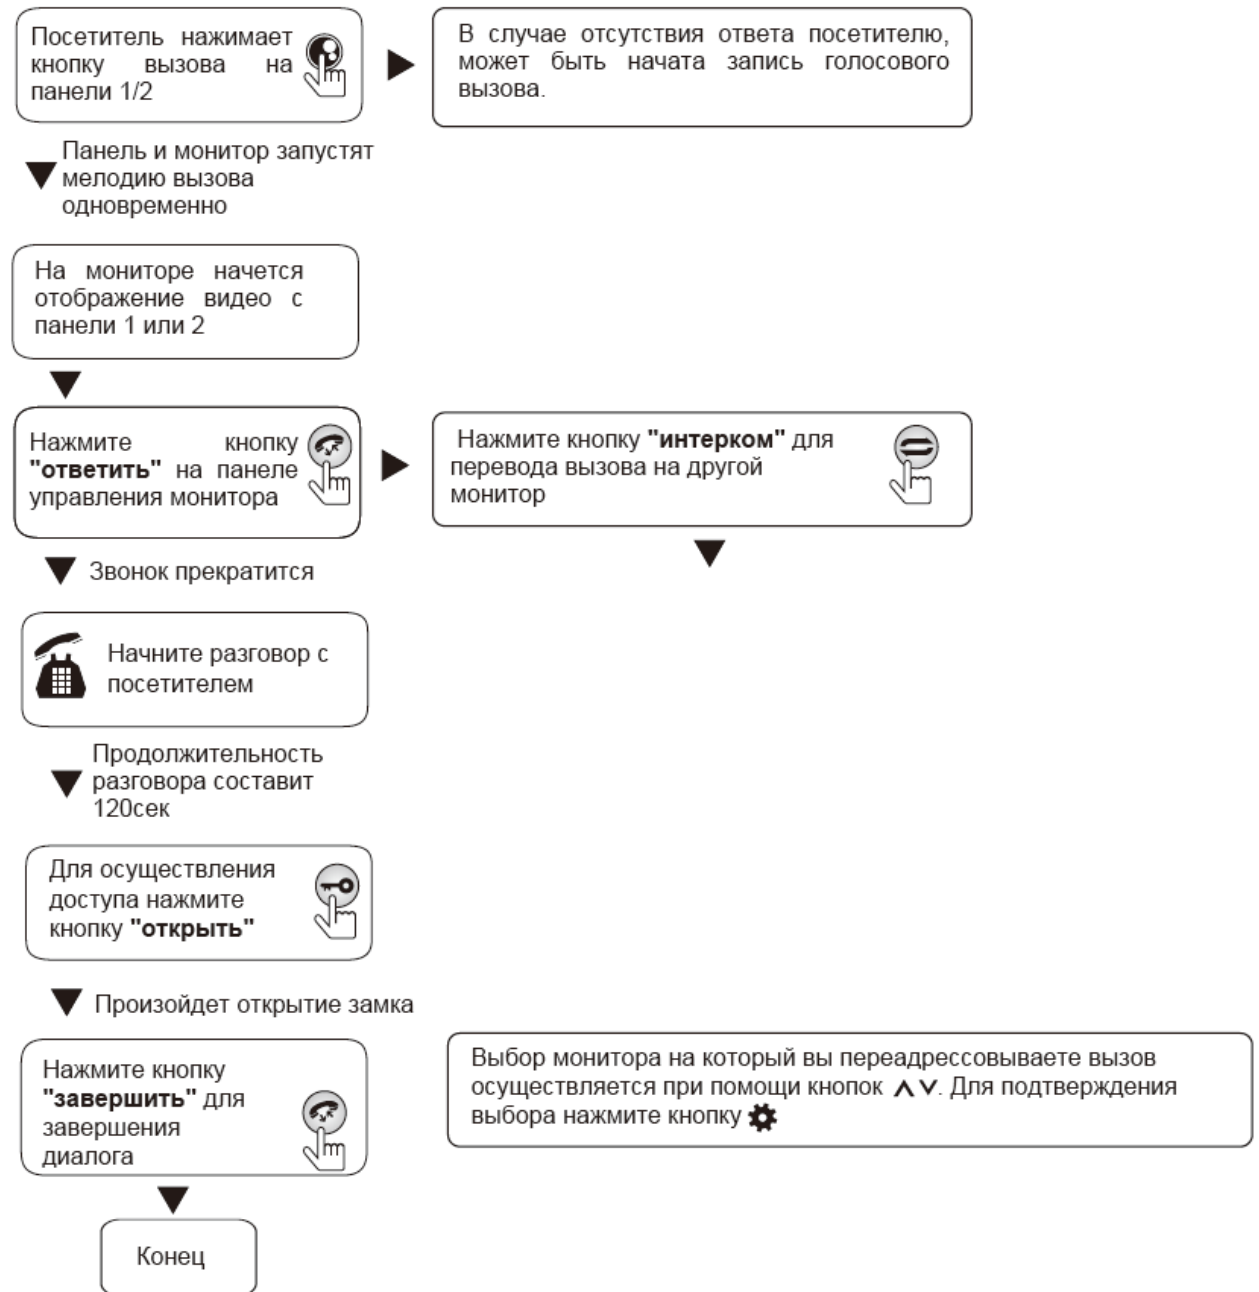 Посетитель нажимает
кнопку вызова на
панели 1/2
В случае отсутствия ответа посетителю,
может быть начата запись голосового
вызова.
Панель и монитор запустят
мелодию вызова
одновременно
На мониторе начется
отображение видео с
панели 1 или 2
Нажмите кнопку
"ответить" на панеле
управления монитора
Нажмите кнопку "интерком" для
перевода вызова на другой
монитор
Звонок прекратится
Начните разговор с
посетителем
Продолжительность
разговора составит
120сек
Для осуществления
доступа нажмите
кнопку "открыть"
Произойдет открытие замка
Нажмите кнопку
"завершить" для
завершения
диалога
Выбор монитора на который вы переадрессовываете вызов
осуществляется при помощи кнопок . Для подтверждения
выбора нажмите кнопку
Конец